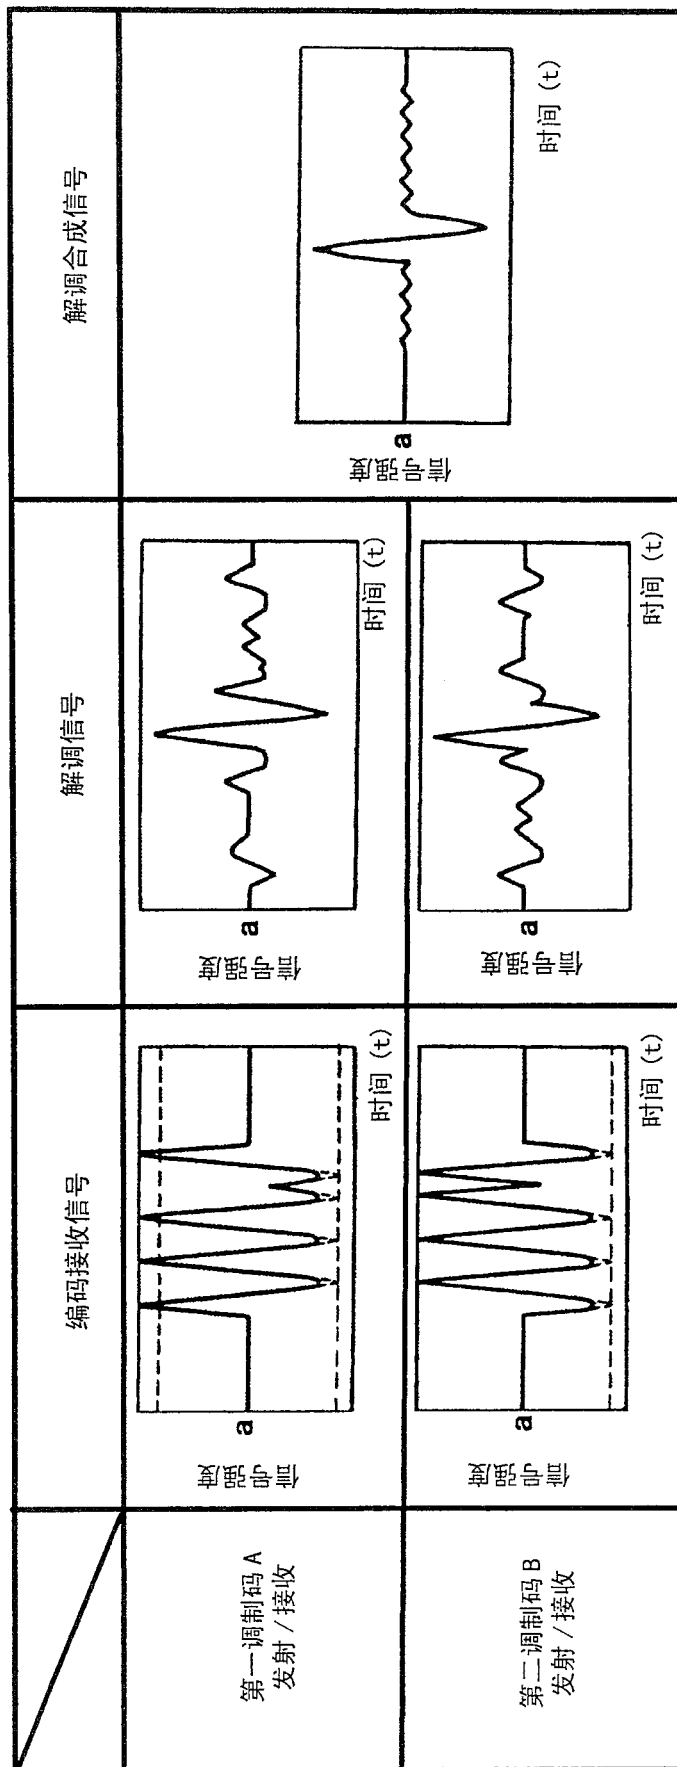 编码接收信号
解调信号
解调合成信号
第一调制码 A
发射 / 接收
信号强度
a
时间 (t)
信号强度
a
时间 (t)
信号强度
a
时间 (t)
第二调制码 B
发射 / 接收
信号强度
a
时间 (t)
信号强度
a
时间 (t)